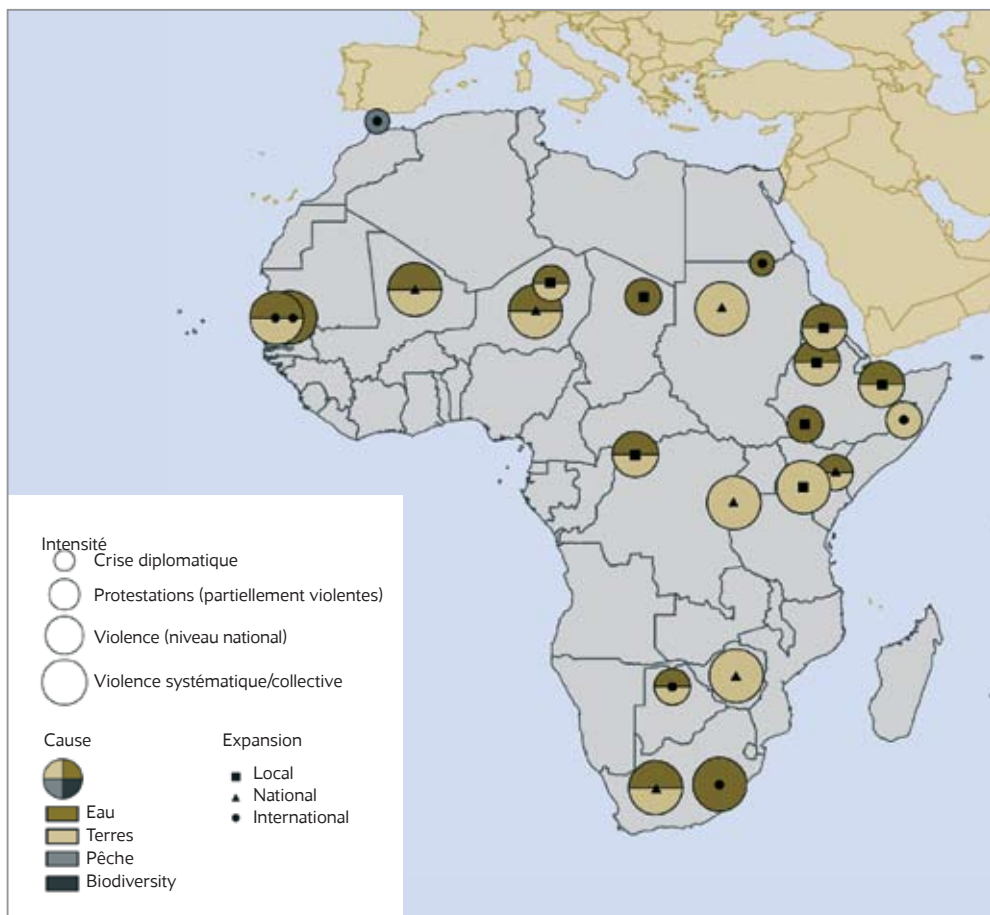 Intensité
Crise diplomatique
Protestations (partiellement violentes)
Violence (niveau national)
Violence systématique/collective
Cause
Expansion
Local
National
International
Eau
Terres
Pêche
Biodiversity